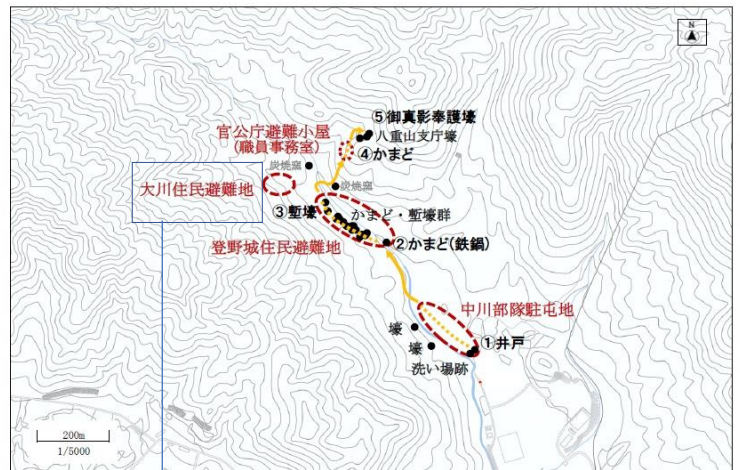 N
⑤御真影奉護壕
八重山支庁壕
官公庁避難小屋
(職員事務室)
④かまど
炭焼窯
炭焼窯
大川住民避難地
③塹壕
かまど・塹壕群
登野城住民避難地
②かまど(鉄鍋)
中川部隊駐屯地
壕
①井戸
壕
洗い場跡
200m
1/5000